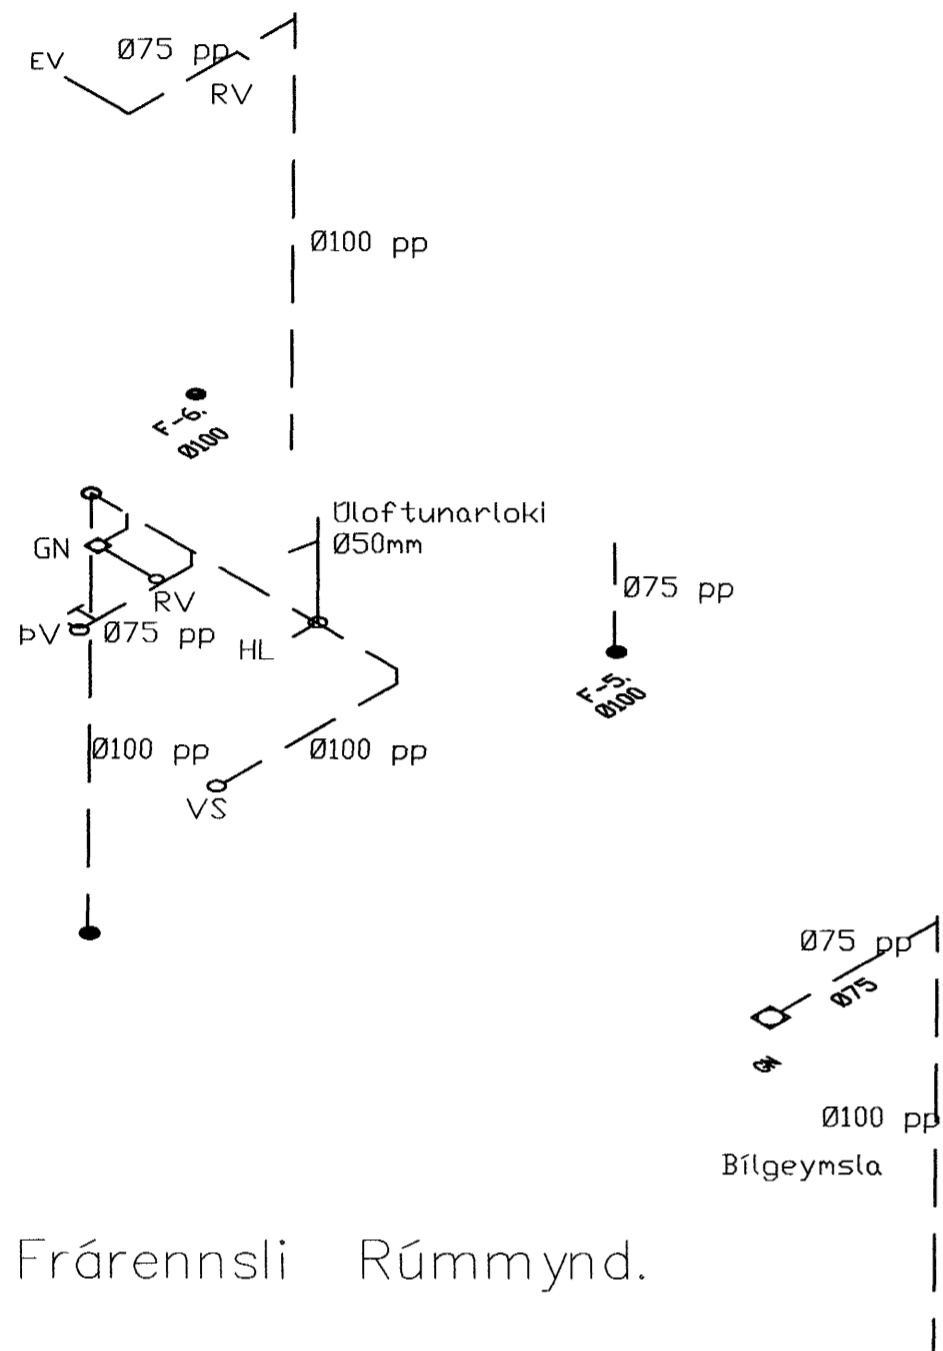 EV
Ø75 pp
RV
Ø100 pp
F-6.
Ø100
Úloftunarloki
Ø50mm
GN
RV
Ø75 pp
ÞV
Ø75 pp
HL
F-5.
Ø100
Ø100 pp
Ø100 pp
VS
Ø75 pp
Ø75
GN
Ø100 pp
Bílgeymsla
Frárennsli Rúmmynd.